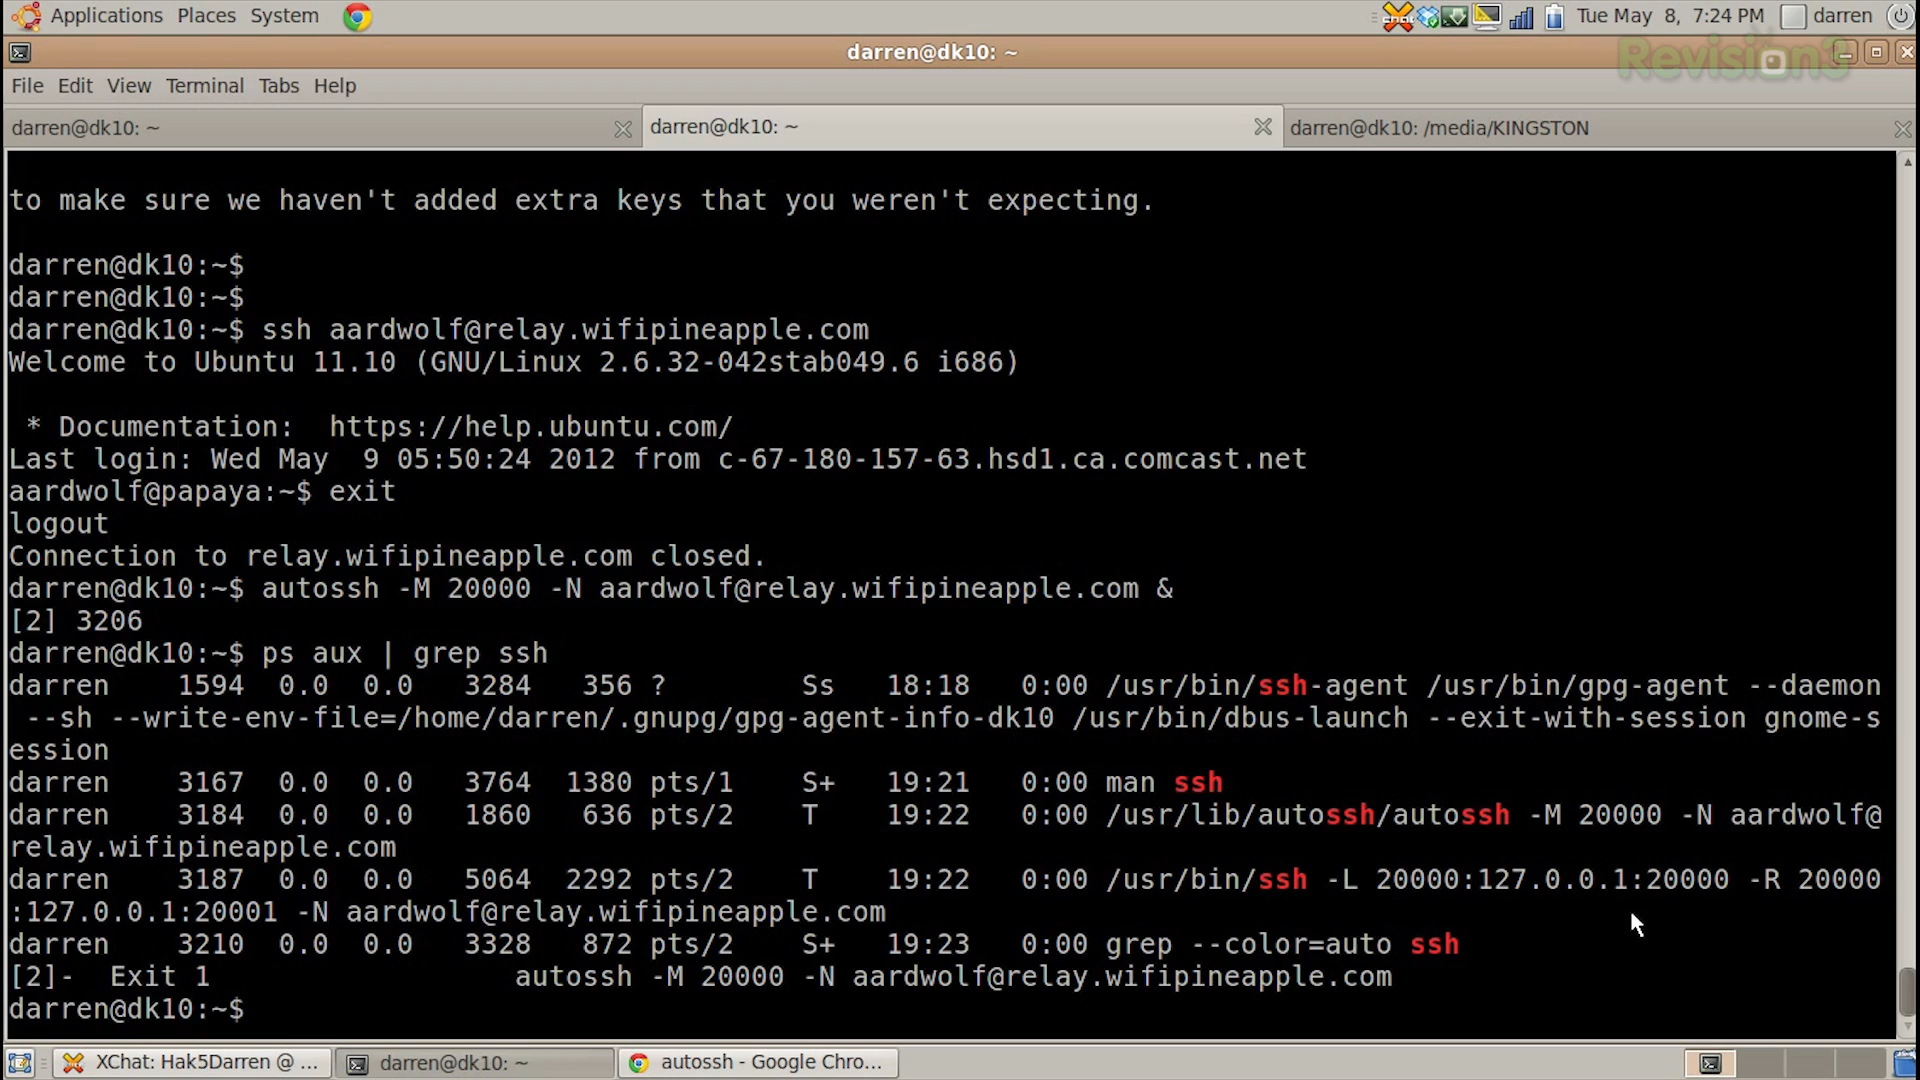 Applications Places System
Tue May 8, 7:24 PM darren
darren@dk10: ~
Revision3
File Edit View Terminal Tabs Help
darren@dk10: ~
darren@dk10: ~
darren@dk10: /media/KINGSTON
to make sure we haven't added extra keys that you weren't expecting.
darren@dk10:~$
darren@dk10:~$
darren@dk10:~$ ssh aardwolf@relay.wifipineapple.com
Welcome to Ubuntu 11.10 (GNU/Linux 2.6.32-042stab049.6 i686)
* Documentation:  https://help.ubuntu.com/
Last login: Wed May  9 05:50:24 2012 from c-67-180-157-63.hsd1.ca.comcast.net
aardwolf@papaya:~$ exit
logout
Connection to relay.wifipineapple.com closed.
darren@dk10:~$ autossh -M 20000 -N aardwolf@relay.wifipineapple.com &
[2] 3206
darren@dk10:~$ ps aux | grep ssh
darren    1594  0.0  0.0   3284   356 ?        Ss   18:18   0:00 /usr/bin/ssh-agent /usr/bin/gpg-agent --daemon
 --sh --write-env-file=/home/darren/.gnupg/gpg-agent-info-dk10 /usr/bin/dbus-launch --exit-with-session gnome-s
ession
darren    3167  0.0  0.0   3764  1380 pts/1    S+   19:21   0:00 man ssh
darren    3184  0.0  0.0   1860   636 pts/2    T    19:22   0:00 /usr/lib/autossh/autossh -M 20000 -N aardwolf@
relay.wifipineapple.com
darren    3187  0.0  0.0   5064  2292 pts/2    T    19:22   0:00 /usr/bin/ssh -L 20000:127.0.0.1:20000 -R 20000
:127.0.0.1:20001 -N aardwolf@relay.wifipineapple.com
darren    3210  0.0  0.0   3328   872 pts/2    S+   19:23   0:00 grep --color=auto ssh
[2]-  Exit 1                  autossh -M 20000 -N aardwolf@relay.wifipineapple.com
darren@dk10:~$
XChat: Hak5Darren @ ...
darren@dk10: ~
autossh - Google Chro...